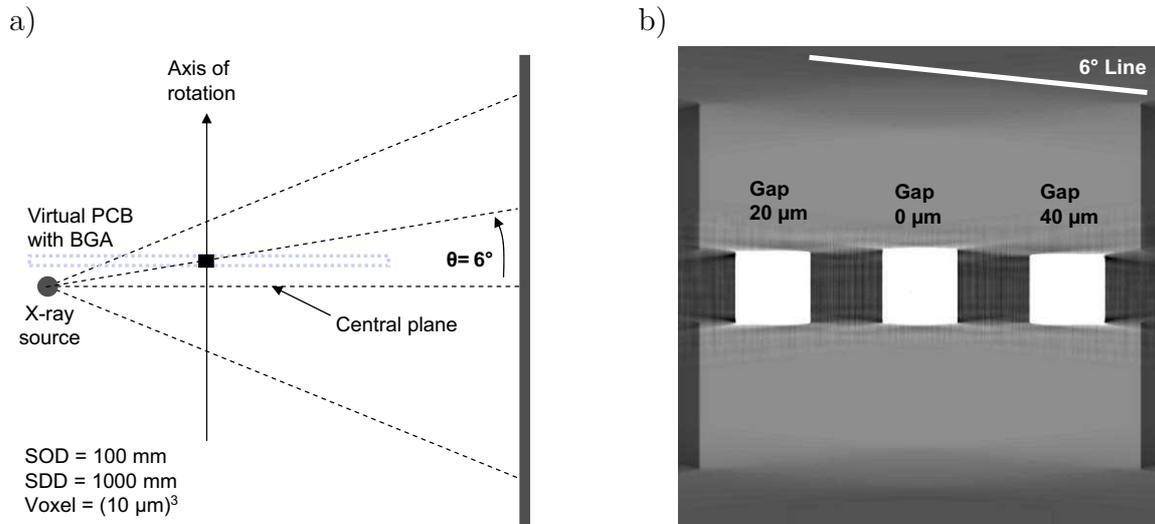 a)
b)
Axis of
rotation
Virtual PCB
with BGA
θ= 6°
X-ray
source
Central plane
SOD = 100 mm
SDD = 1000 mm
Voxel = (10 µm)³
6° Line
Gap
20 µm
Gap
0 µm
Gap
40 µm